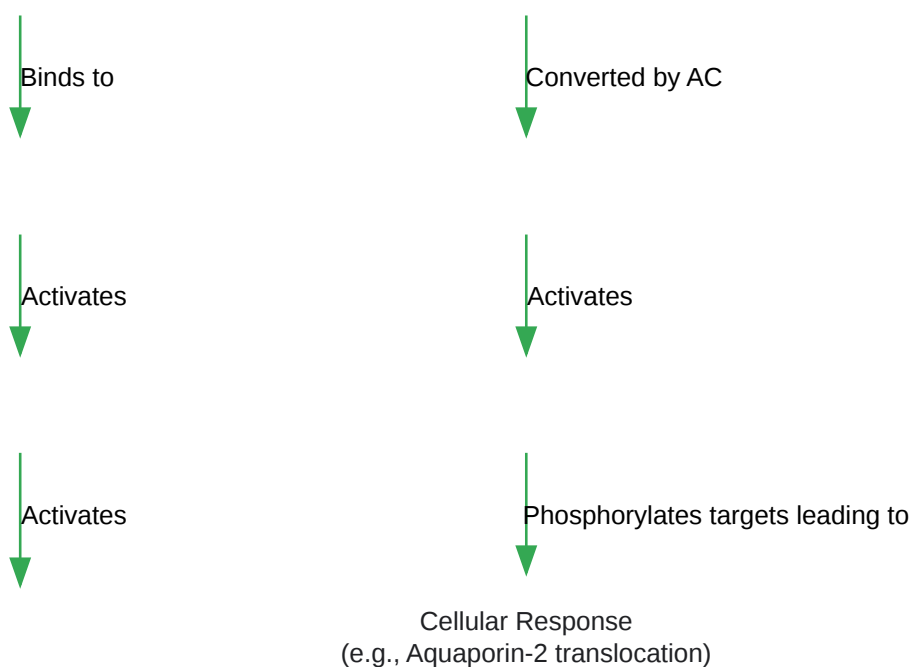 Binds to
Converted by AC
Activates
Activates
Activates
Phosphorylates targets leading to
Cellular Response
(e.g., Aquaporin-2 translocation)